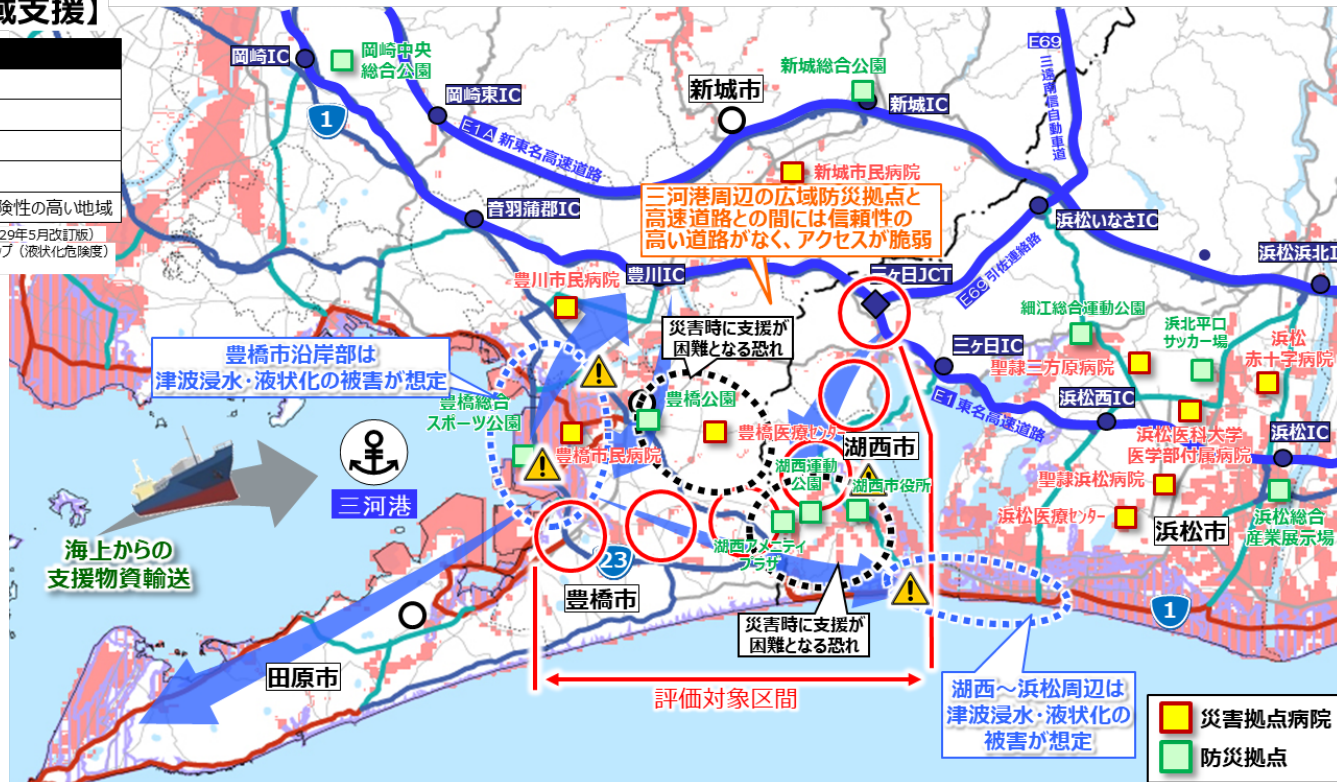 域支援】
険性の高い地域
29年5月改訂版）
ップ（液状化危険度）
岡崎IC
岡崎中央
総合公園
1
岡崎東IC
E1A 新東名高速道路
新城市
新城総合公園
新城IC
E69 三遠南信自動車道
新城市民病院
三河港周辺の広域防災拠点と
高速道路との間には信頼性の
高い道路がなく、アクセスが脆弱
音羽蒲郡IC
豊川IC
豊川市民病院
三ヶ日JCT
E69 引佐連絡路
浜松いなさIC
浜松浜北I
豊橋市沿岸部は
津波浸水・液状化の被害が想定
災害時に支援が
困難となる恐れ
三ヶ日IC
E1 東名高速道路
細江総合運動公園
聖隷三方原病院
浜北平口
サッカー場
浜松
赤十字病院
浜松西IC
浜松医科大学
医学部付属病院
浜松IC
豊橋総合
スポーツ公園
豊橋市民病院
豊橋公園
豊橋医療センター
湖西市
湖西運動
公園
湖西市役所
湖西アメニティ
プラザ
聖隷浜松病院
浜松医療センター
浜松市
浜松総合
産業展示場
三河港
海上からの
支援物資輸送
23
豊橋市
災害時に支援が
困難となる恐れ
1
田原市
評価対象区間
湖西～浜松周辺は
津波浸水・液状化の
被害が想定
災害拠点病院
防災拠点